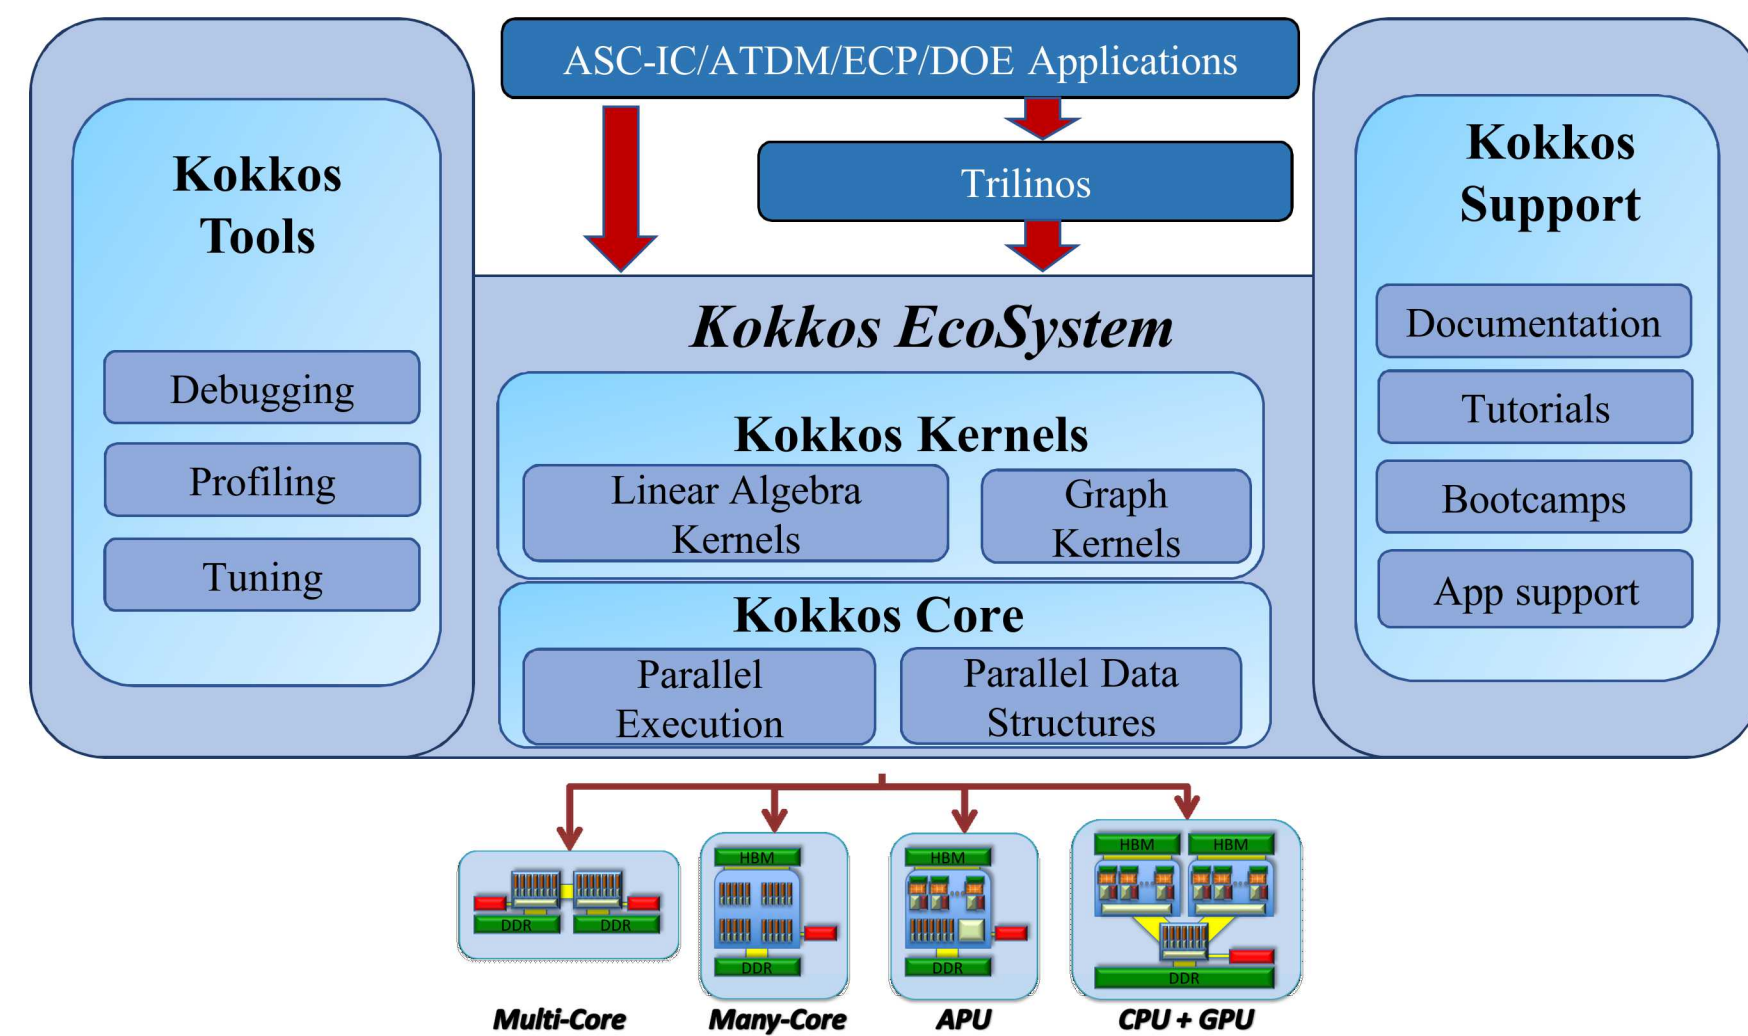 ASC-IC/ATDM/ECP/DOE Applications
Trilinos
Kokkos
Tools
Debugging
Profiling
Tuning
Kokkos EcoSystem
Kokkos Kernels
Linear Algebra
Kernels
Graph
Kernels
Kokkos Core
Parallel
Execution
Parallel Data
Structures
Kokkos
Support
Documentation
Tutorials
Bootcamps
App support
DDR
DDR
Multi-Core
HBM
DDR
Many-Core
HBM
DDR
APU
HBM
HBM
DDR
CPU + GPU